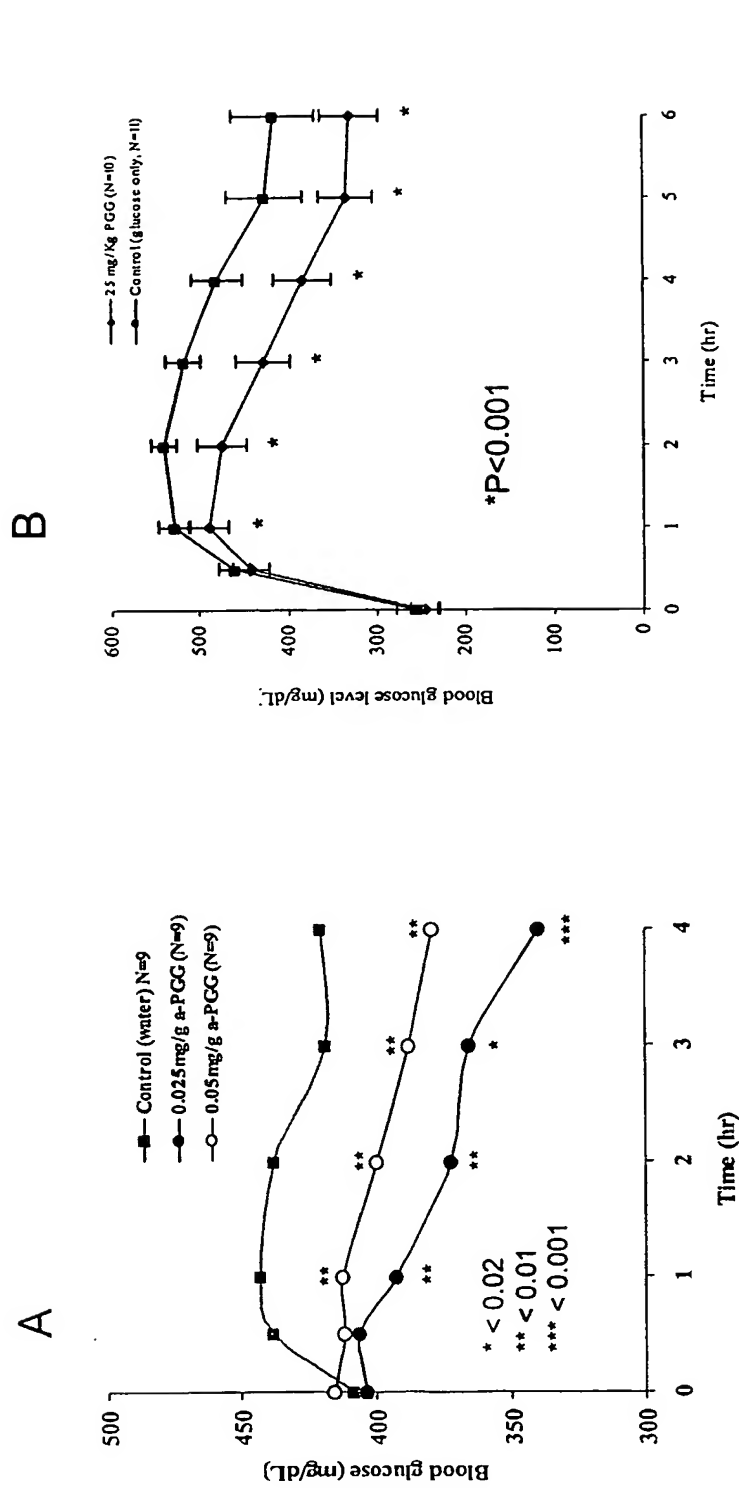 A
Control (water) N=9
0.025mg/g a-PGG (N=9)
0.05mg/g a-PGG (N=9)
Blood glucose (mg/dL)
500
450
400
350
300
** ** ** **
** ** * ***
* < 0.02
** < 0.01
*** < 0.001
0 1 2 3 4
Time (hr)
B
25 mg/Kg PGG (N=10)
Control (glucose only, N=11)
Blood glucose level (mg/dL
600
500
400
300
200
100
0
* * * * * *
*P<0.001
0 1 2 3 4 5 6
Time (hr)